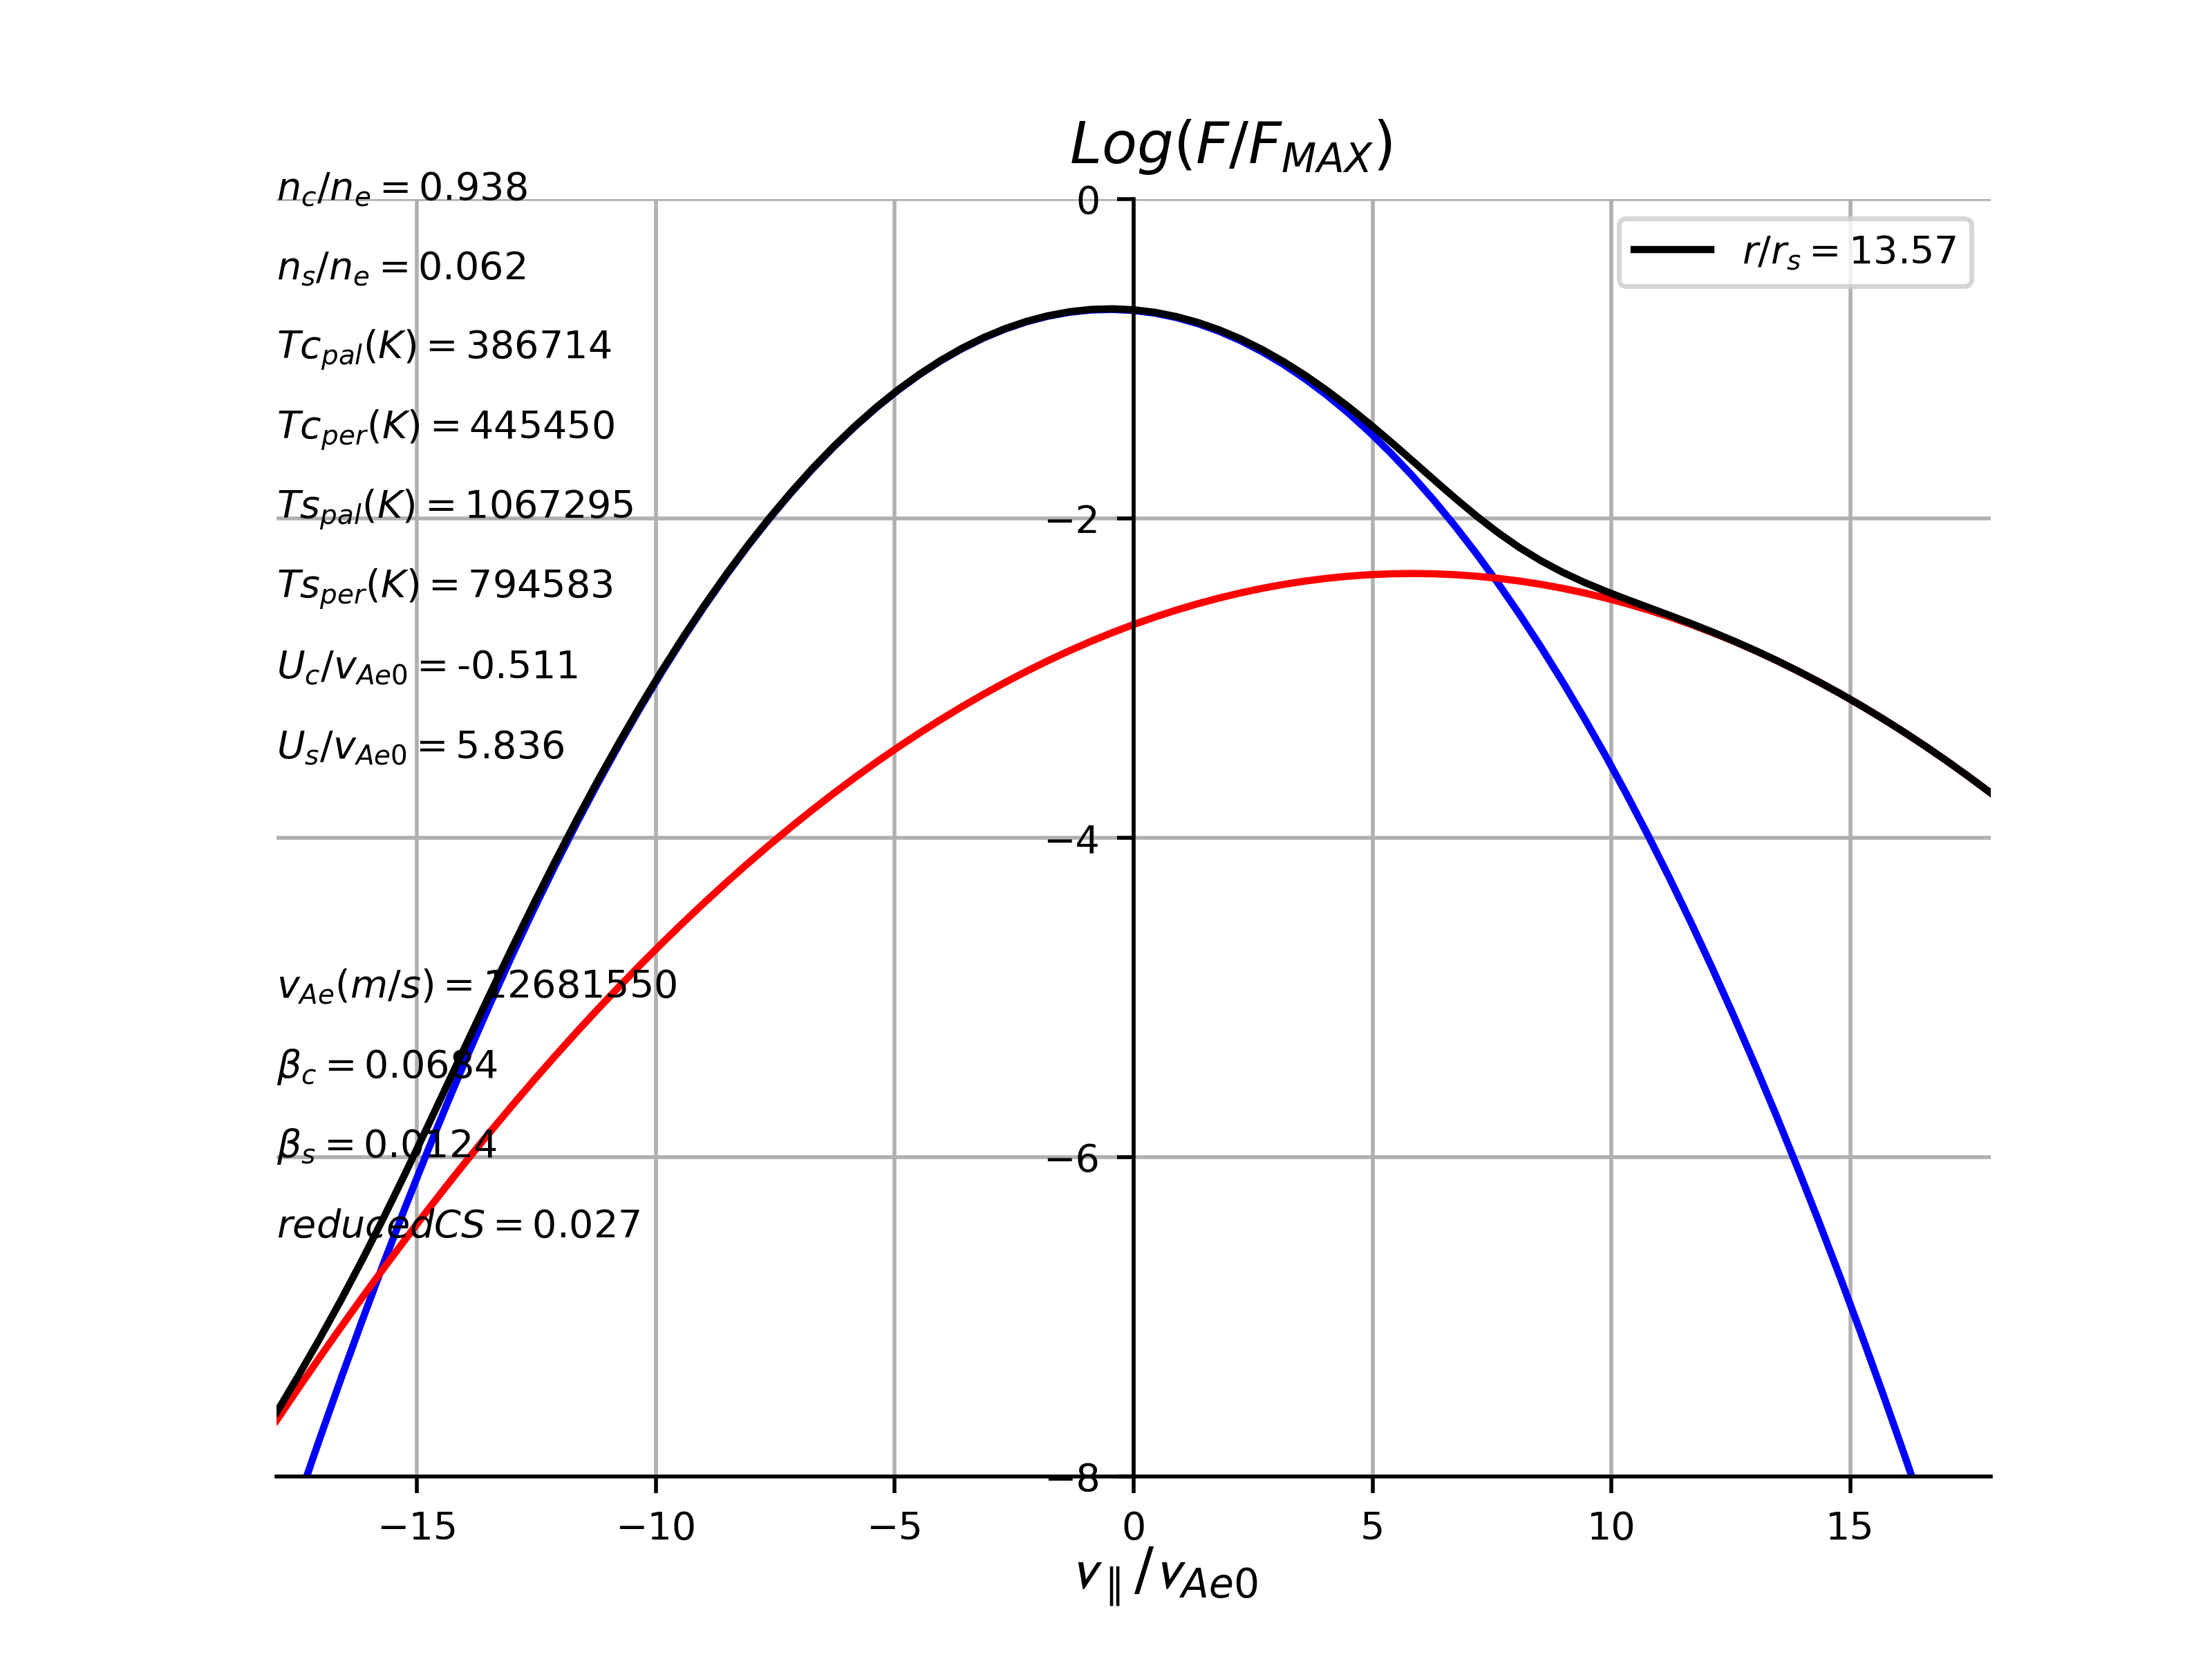 Log(F/F_MAX)
n_c/n_e = 0.938
0
n_s/n_e = 0.062
r/r_s = 13.57
Tc_pal(K) = 386714
Tc_per(K) = 445450
Ts_pal(K) = 1067295
−2
Ts_per(K) = 794583
U_c/v_Ae0 = -0.511
U_s/v_Ae0 = 5.836
−4
v_Ae(m/s) = 12681550
β_c = 0.0684
β_s = 0.0124
−6
reducedCS = 0.027
−8
−15 −10 −5 0 5 10 15
v_∥/v_Ae0